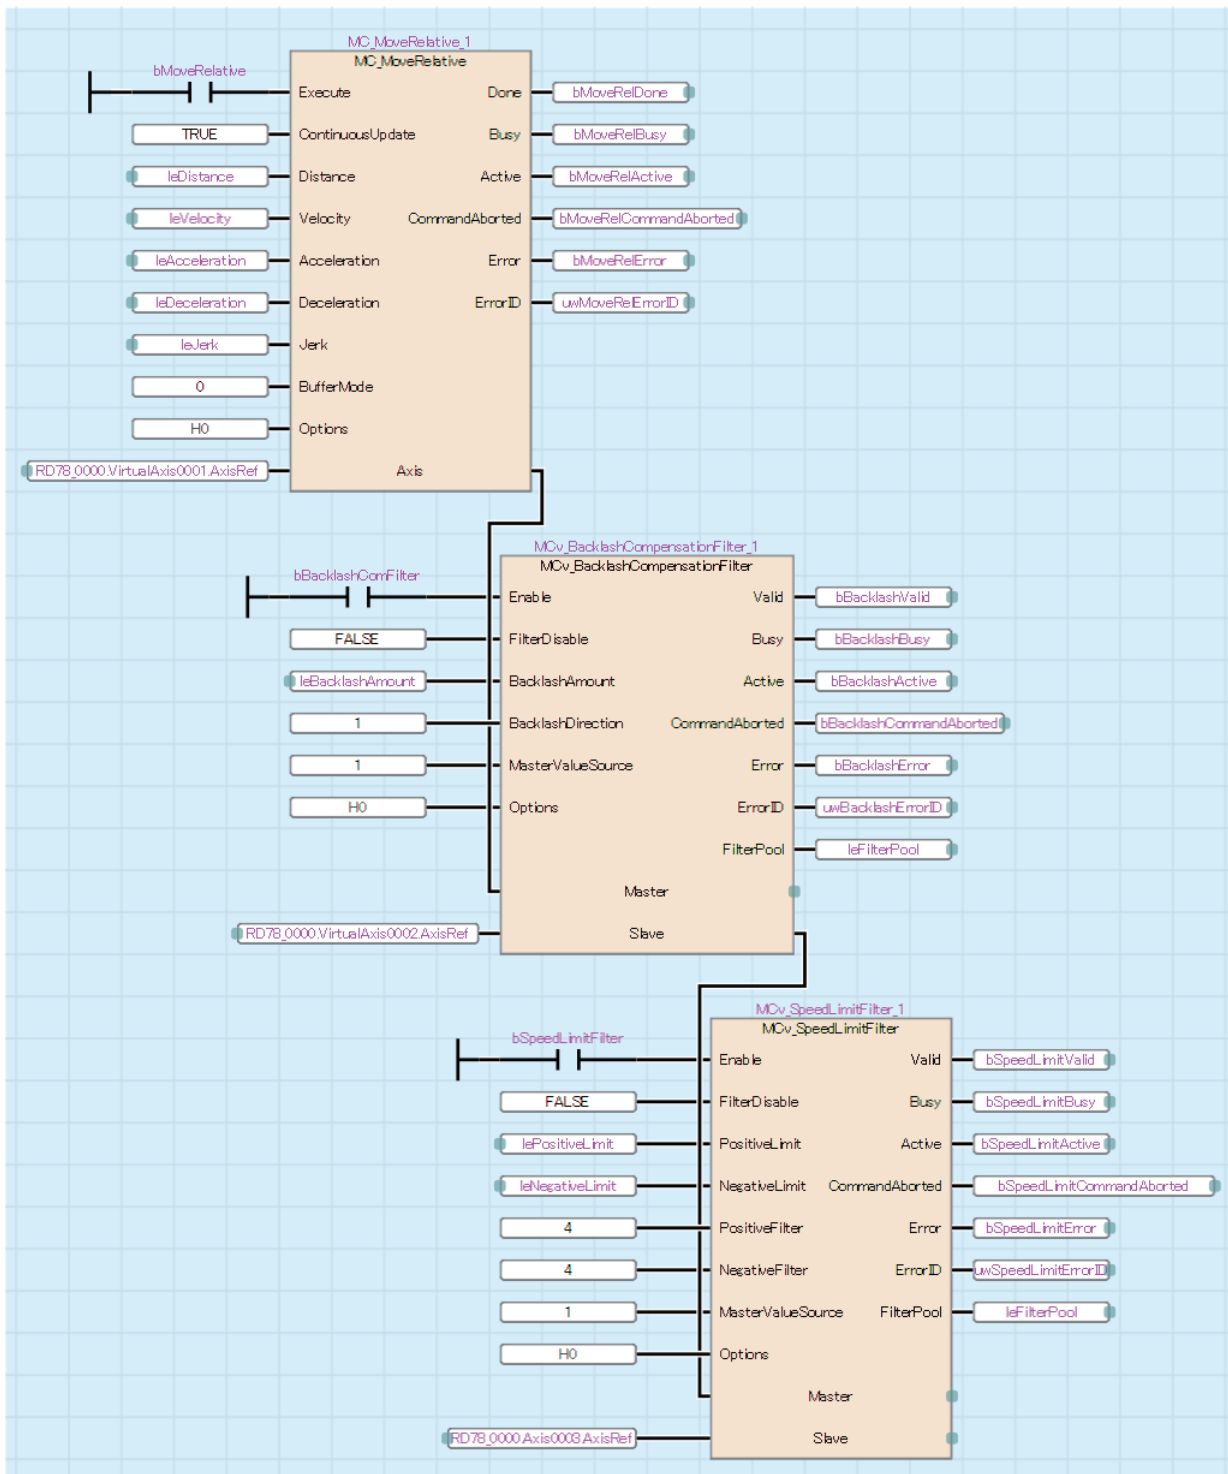 MC_MoveRelative_1
MC_MoveRelative
bMoveRelative
Execute Done bMoveRelDone
TRUE ContinuousUpdate Busy bMoveRelBusy
leDistance Distance Active bMoveRelActive
leVelocity Velocity CommandAborted bMoveRelCommandAborted
leAcceleration Acceleration Error bMoveRelError
leDeceleration Deceleration ErrorID uwMoveRelErrorID
leJerk Jerk
0 BufferMode
H0 Options
RD78_0000.VirtualAxis0001.AxisRef Axis
MCv_BacklashCompensationFilter_1
MCv_BacklashCompensationFilter
bBacklashComFilter
Enable Valid bBacklashValid
FALSE FilterDisable Busy bBacklashBusy
leBacklashAmount BacklashAmount Active bBacklashActive
1 BacklashDirection CommandAborted bBacklashCommandAborted
1 MasterValueSource Error bBacklashError
H0 Options ErrorID uwBacklashErrorID
FilterPool leFilterPool
Master
RD78_0000.VirtualAxis0002.AxisRef Slave
MCv_SpeedLimitFilter_1
MCv_SpeedLimitFilter
bSpeedLimitFilter
Enable Valid bSpeedLimitValid
FALSE FilterDisable Busy bSpeedLimitBusy
lePositiveLimit PositiveLimit Active bSpeedLimitActive
leNegativeLimit NegativeLimit CommandAborted bSpeedLimitCommandAborted
4 PositiveFilter Error bSpeedLimitError
4 NegativeFilter ErrorID uwSpeedLimitErrorID
1 MasterValueSource FilterPool leFilterPool
H0 Options
Master
RD78_0000.Axis0003.AxisRef Slave